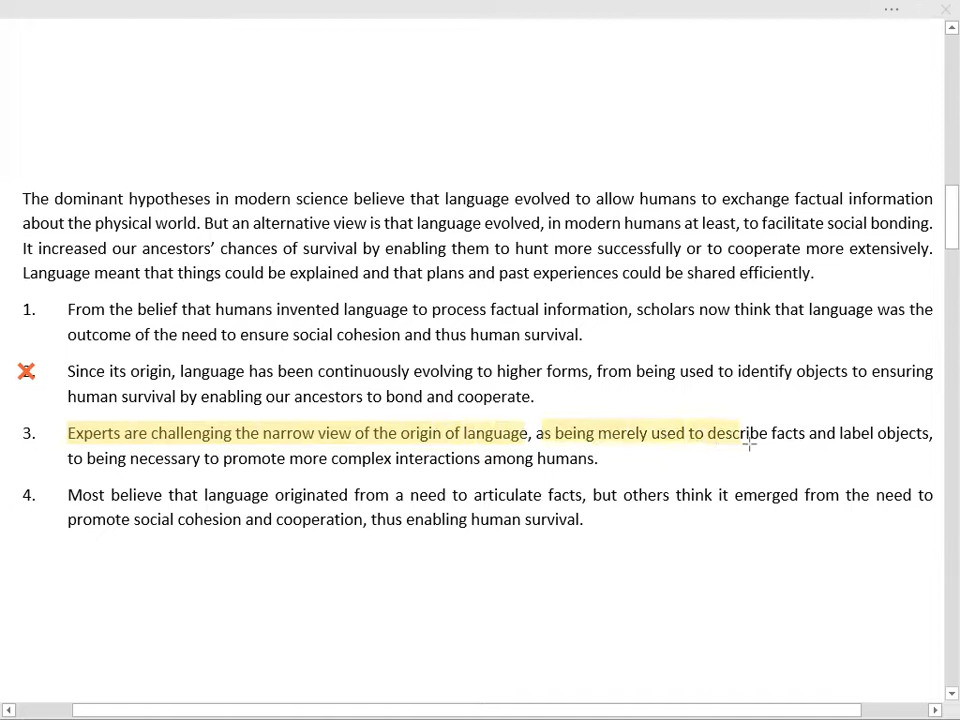 The dominant hypotheses in modern science believe that language evolved to allow humans to exchange factual information
about the physical world. But an alternative view is that language evolved, in modern humans at least, to facilitate social bonding.
It increased our ancestors’ chances of survival by enabling them to hunt more successfully or to cooperate more extensively.
Language meant that things could be explained and that plans and past experiences could be shared efficiently.
1. From the belief that humans invented language to process factual information, scholars now think that language was the
outcome of the need to ensure social cohesion and thus human survival.
2. Since its origin, language has been continuously evolving to higher forms, from being used to identify objects to ensuring
human survival by enabling our ancestors to bond and cooperate.
3. Experts are challenging the narrow view of the origin of language, as being merely used to describe facts and label objects,
to being necessary to promote more complex interactions among humans.
4. Most believe that language originated from a need to articulate facts, but others think it emerged from the need to
promote social cohesion and cooperation, thus enabling human survival.